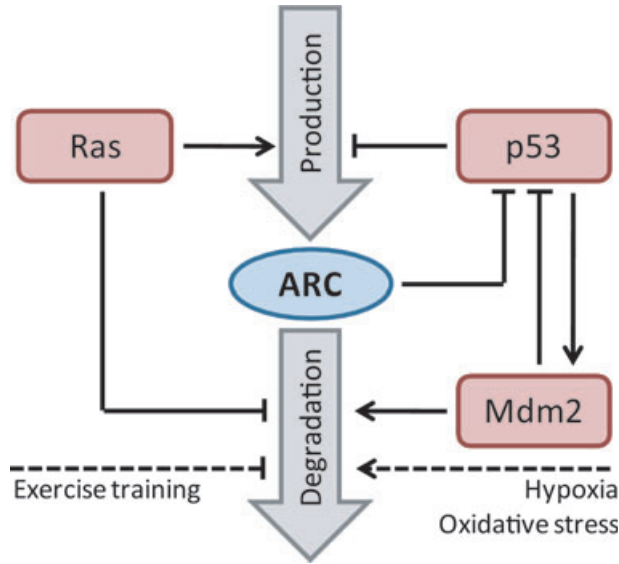 Production
Ras
p53
ARC
Degradation
Mdm2
Exercise training
Hypoxia
Oxidative stress